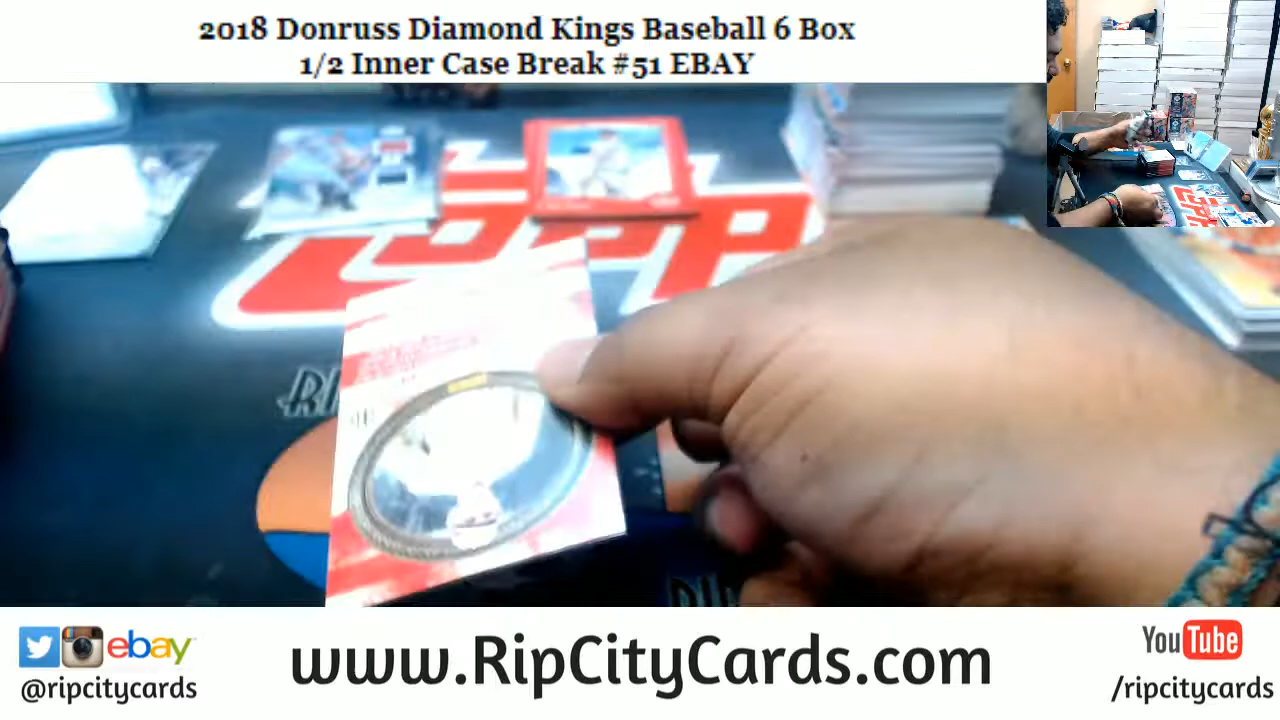 2018 Donruss Diamond Kings Baseball 6 Box
1/2 Inner Case Break #51 EBAY
ebay
@ripcitycards
www.RipCityCards.com
YouTube
/ripcitycards